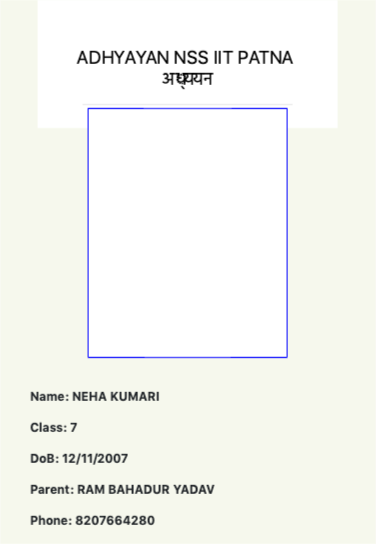 ADHYAYAN NSS IIT PATNA
अध्ययन
Name: NEHA KUMARI
Class: 7
DoB: 12/11/2007
Parent: RAM BAHADUR YADAV
Phone: 8207664280